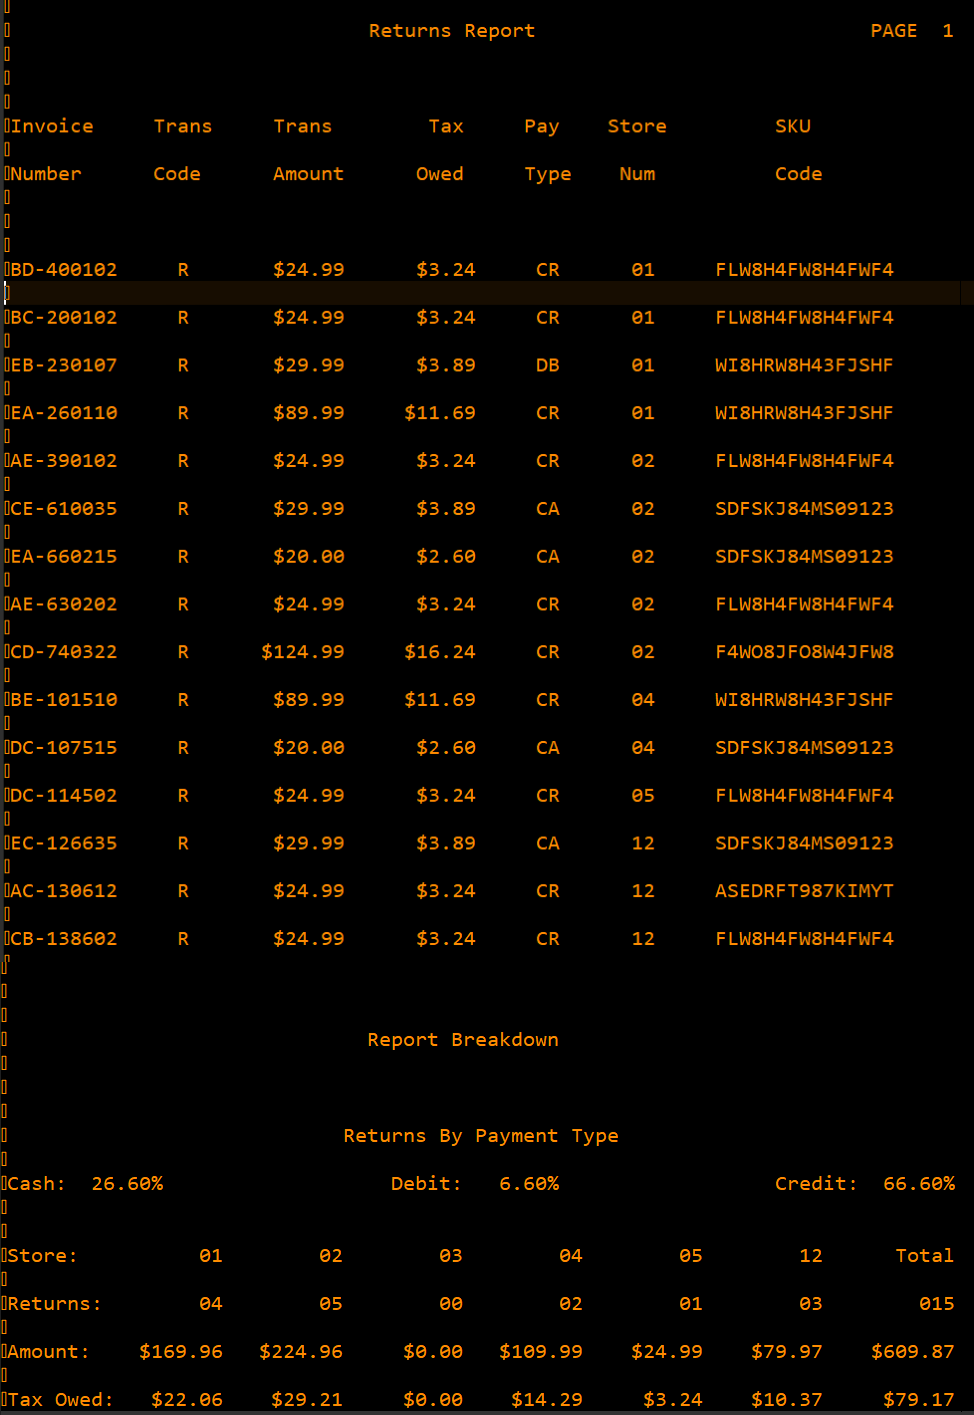 Returns Report PAGE 1
Invoice Trans Trans Tax Pay Store SKU
Number Code Amount Owed Type Num Code
BD-400102 R $24.99 $3.24 CR 01 FLW8H4FW8H4FWF4
BC-200102 R $24.99 $3.24 CR 01 FLW8H4FW8H4FWF4
EB-230107 R $29.99 $3.89 DB 01 WI8HRW8H43FJSHF
EA-260110 R $89.99 $11.69 CR 01 WI8HRW8H43FJSHF
AE-390102 R $24.99 $3.24 CR 02 FLW8H4FW8H4FWF4
CE-610035 R $29.99 $3.89 CA 02 SDFSKJ84MS09123
EA-660215 R $20.00 $2.60 CA 02 SDFSKJ84MS09123
AE-630202 R $24.99 $3.24 CR 02 FLW8H4FW8H4FWF4
CD-740322 R $124.99 $16.24 CR 02 F4WO8JFO8W4JFW8
BE-101510 R $89.99 $11.69 CR 04 WI8HRW8H43FJSHF
DC-107515 R $20.00 $2.60 CA 04 SDFSKJ84MS09123
DC-114502 R $24.99 $3.24 CR 05 FLW8H4FW8H4FWF4
EC-126635 R $29.99 $3.89 CA 12 SDFSKJ84MS09123
AC-130612 R $24.99 $3.24 CR 12 ASEDRFT987KIMYT
CB-138602 R $24.99 $3.24 CR 12 FLW8H4FW8H4FWF4
Report Breakdown
Returns By Payment Type
Cash: 26.60% Debit: 6.60% Credit: 66.60%
Store: 01 02 03 04 05 12 Total
Returns: 04 05 00 02 01 03 015
Amount: $169.96 $224.96 $0.00 $109.99 $24.99 $79.97 $609.87
Tax Owed: $22.06 $29.21 $0.00 $14.29 $3.24 $10.37 $79.17